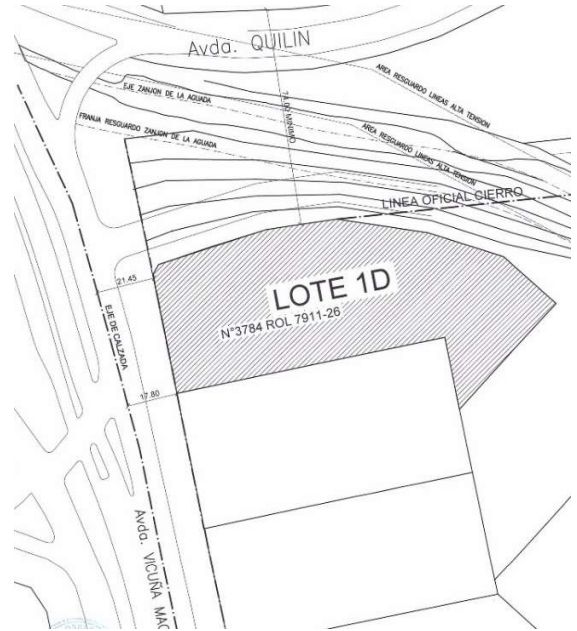 Avda. QUILIN
AREA RESGUARDO LINEAS ALTA TENSION
EJE ZANJON DE LA AGUADA
FRANJA RESGUARDO ZANJON DE LA AGUADA
AREA RESGUARDO LINEAS ALTA TENSION
MINIMO
LINEA OFICIAL CIERRO
21.45
LOTE 1D
N°3784 ROL 7911-26
EJE DE CALZADA
17.80
Avda. VICUÑA MAC